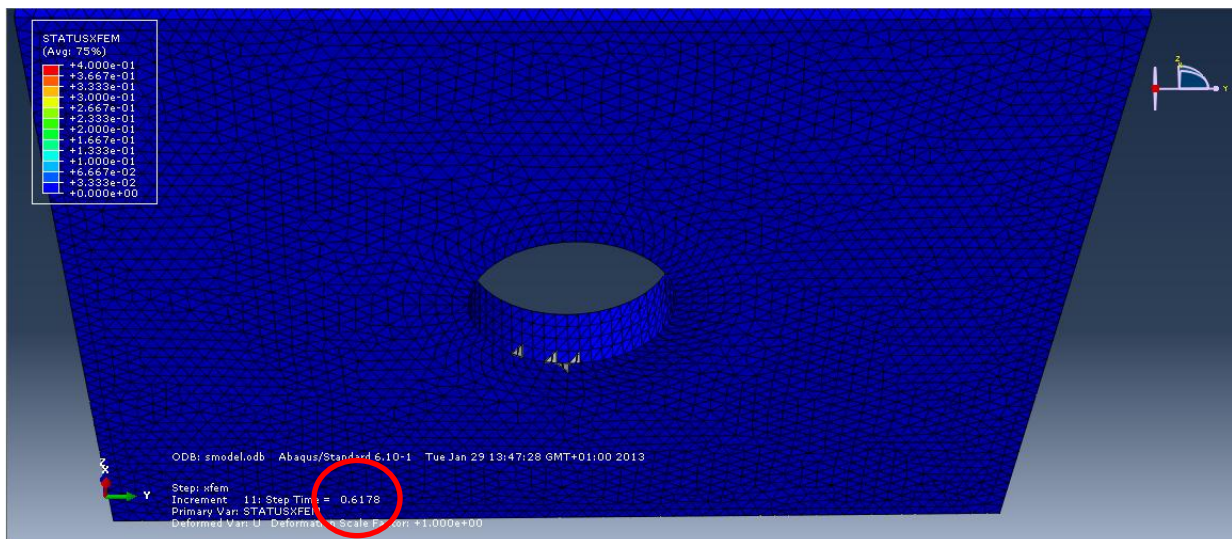 STATUSXFEM
(Avg: 75%)
+4.000e-01
+3.667e-01
+3.333e-01
+3.000e-01
+2.667e-01
+2.333e-01
+2.000e-01
+1.667e-01
+1.333e-01
+1.000e-01
+6.667e-02
+3.333e-02
+0.000e+00
Z
Y
Z
X
Y
ODB: smodel.odb Abaqus/Standard 6.10-1 Tue Jan 29 13:47:28 GMT+01:00 2013
Step: xfem
Increment 11: Step Time = 0.6178
Primary Var: STATUSXFEM
Deformed Var: U Deformation Scale Factor: +1.000e+00